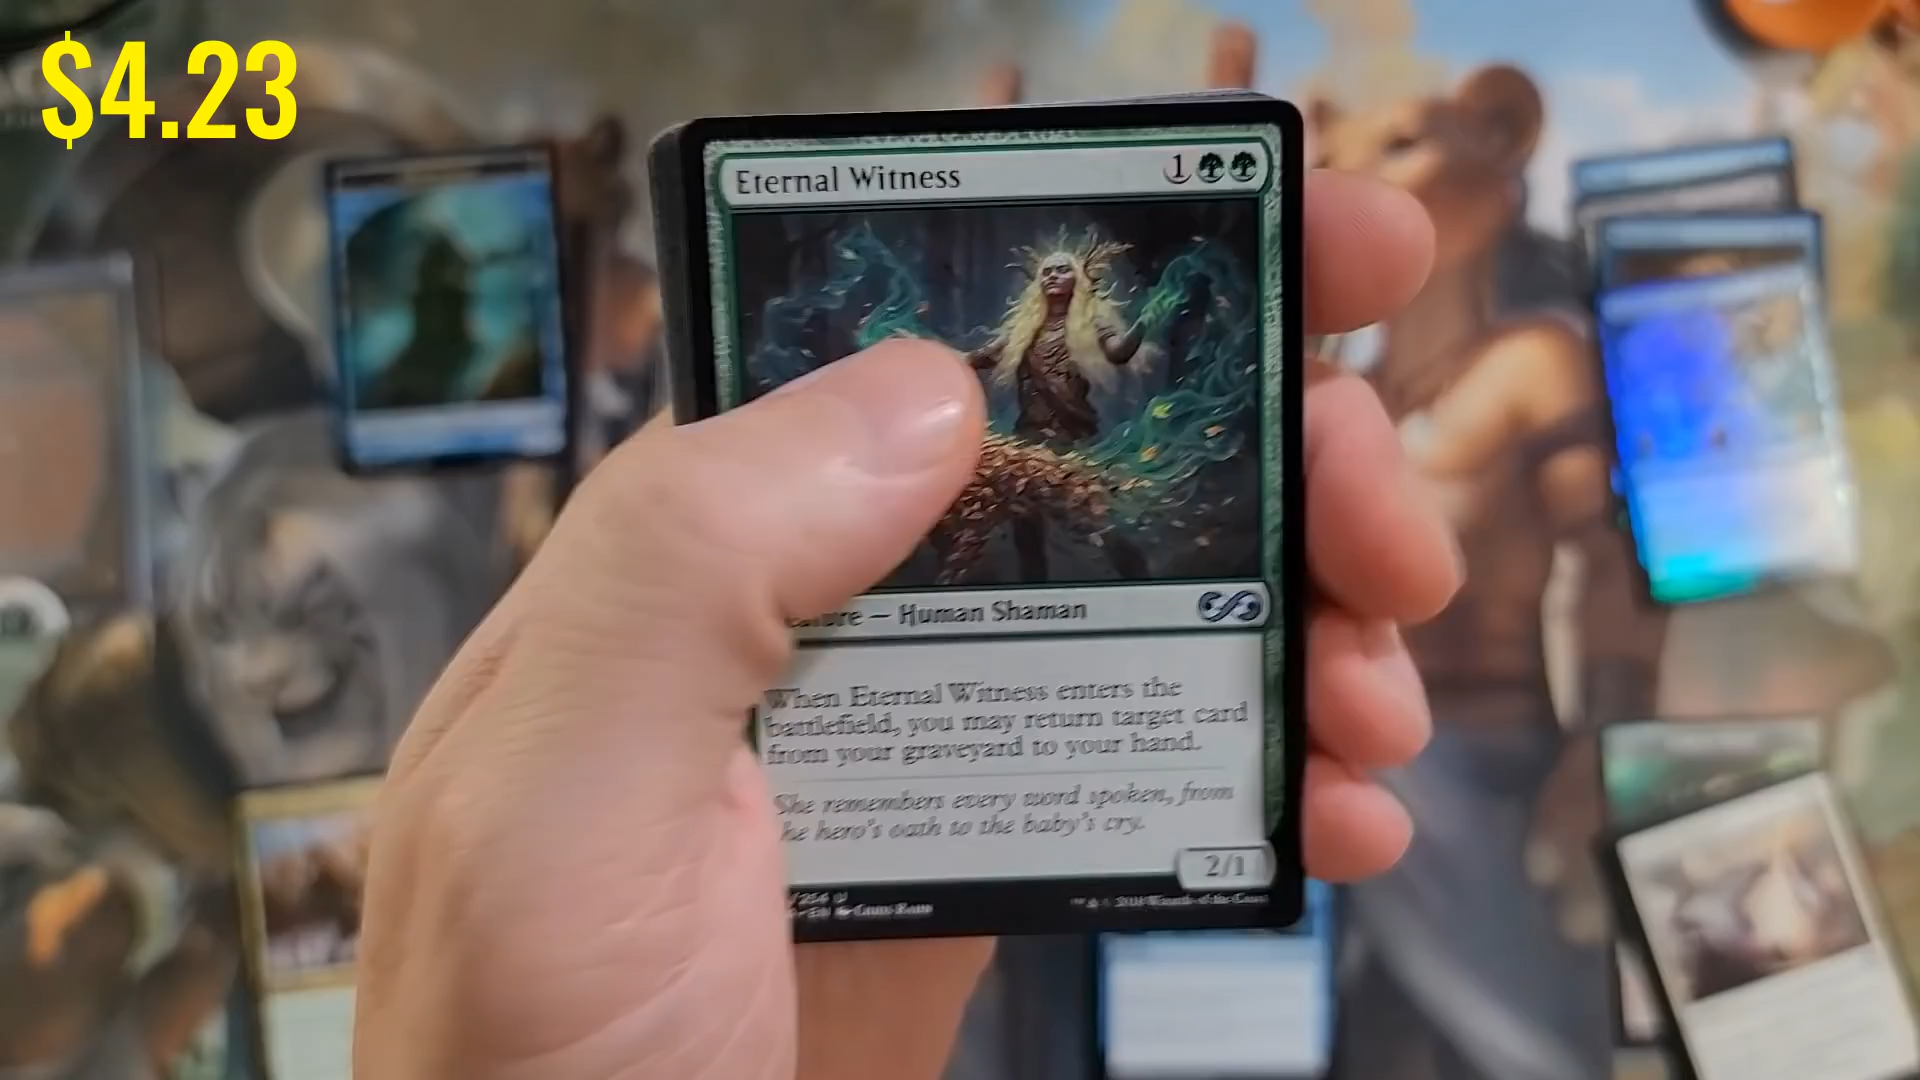 $4.23
Eternal Witness 1
Human Shaman
When Eternal Witness enters the
battlefield, you may return target card
from your graveyard to your hand.
She remembers every word spoken, from
he hero's oath to the baby's cry.
2/1